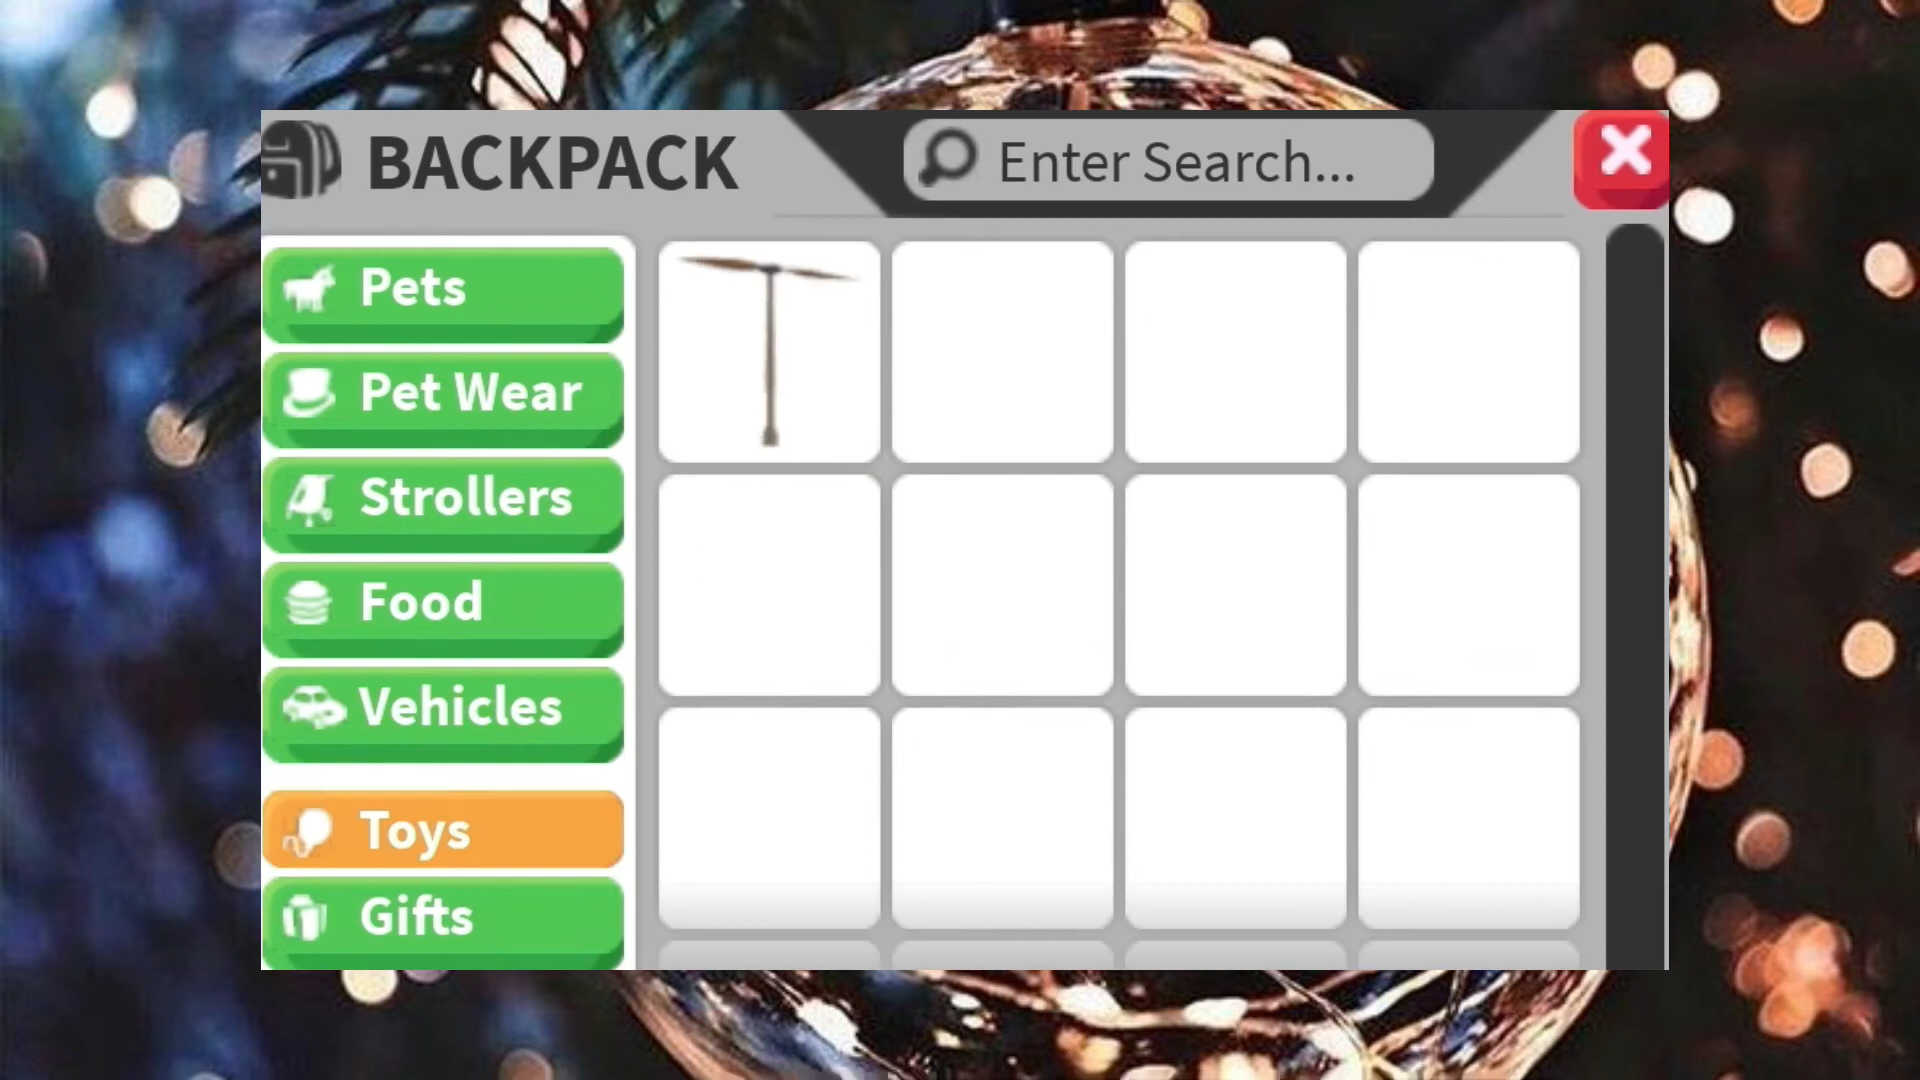 BACKPACK
Enter Search...
Pets
Pet Wear
Strollers
Food
Vehicles
Toys
Gifts